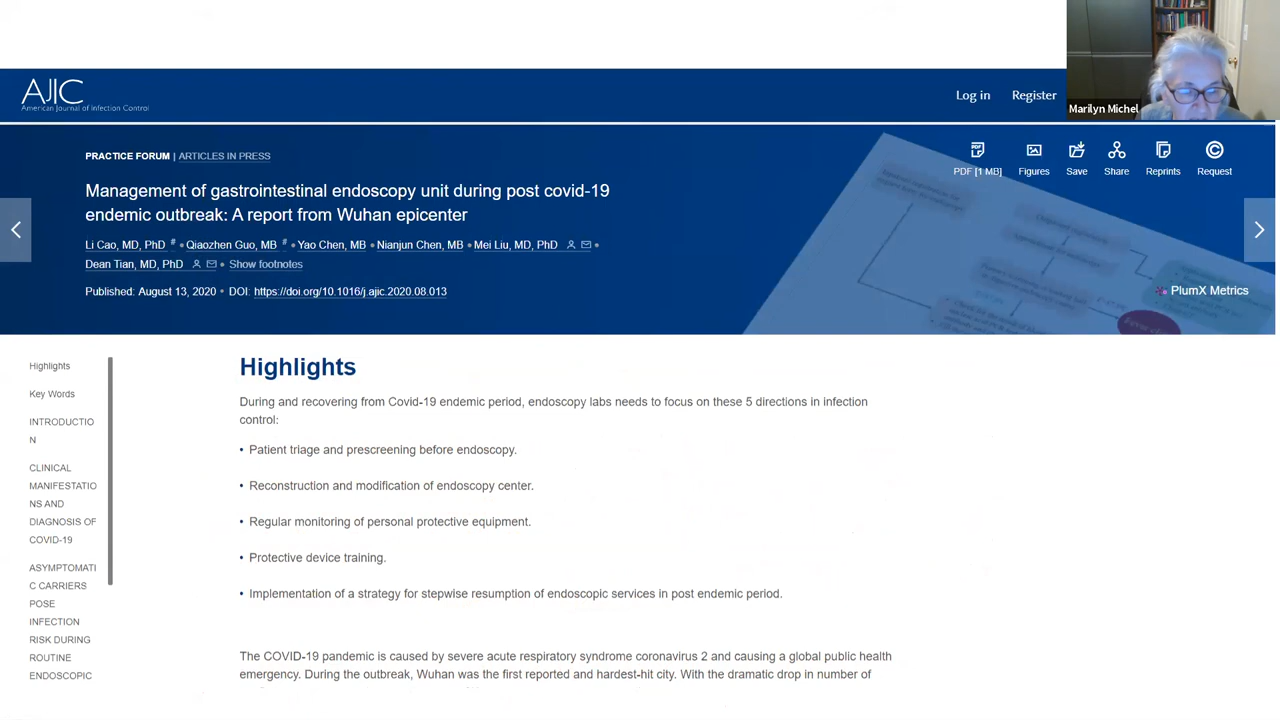 AJIC
American Journal of Infection Control
Log in Register
Marilyn Michel
PRACTICE FORUM | ARTICLES IN PRESS
PDF [1 MB] Figures Save Share Reprints Request
Management of gastrointestinal endoscopy unit during post covid-19
endemic outbreak: A report from Wuhan epicenter
Li Cao, MD, PhD # • Qiaozhen Guo, MB # • Yao Chen, MB • Nianjun Chen, MB • Mei Liu, MD, PhD •
Dean Tian, MD, PhD • Show footnotes
Published: August 13, 2020 • DOI: https://doi.org/10.1016/j.ajic.2020.08.013
PlumX Metrics
Highlights
Key Words
INTRODUCTIO
N
CLINICAL
MANIFESTATIO
NS AND
DIAGNOSIS OF
COVID-19
ASYMPTOMATI
C CARRIERS
POSE
INFECTION
RISK DURING
ROUTINE
ENDOSCOPIC
Highlights
During and recovering from Covid-19 endemic period, endoscopy labs needs to focus on these 5 directions in infection
control:
• Patient triage and prescreening before endoscopy.
• Reconstruction and modification of endoscopy center.
• Regular monitoring of personal protective equipment.
• Protective device training.
• Implementation of a strategy for stepwise resumption of endoscopic services in post endemic period.
The COVID-19 pandemic is caused by severe acute respiratory syndrome coronavirus 2 and causing a global public health
emergency. During the outbreak, Wuhan was the first reported and hardest-hit city. With the dramatic drop in number of